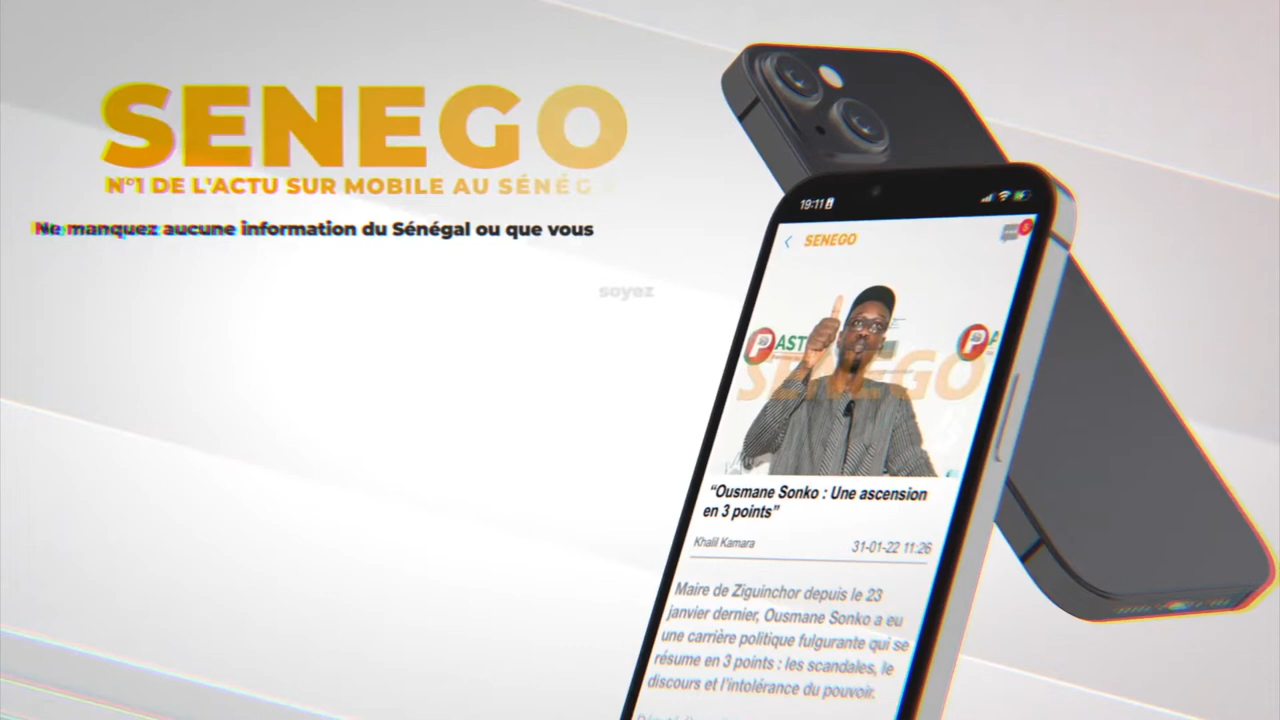 SENEGO
N°1 DE L'ACTU SUR MOBILE AU SÉNÉG
Ne manquez aucune information du Sénégal ou que vous
soyez
19:11
SENEGO
5
PAST
PA
SENEGO
“Ousmane Sonko : Une ascension
en 3 points”
Khalil Kamara
31-01-22 11:26
Maire de Ziguinchor depuis le 23
janvier dernier, Ousmane Sonko a eu
une carrière politique fulgurante qui se
résume en 3 points : les scandales, le
discours et l'intolérance du pouvoir.